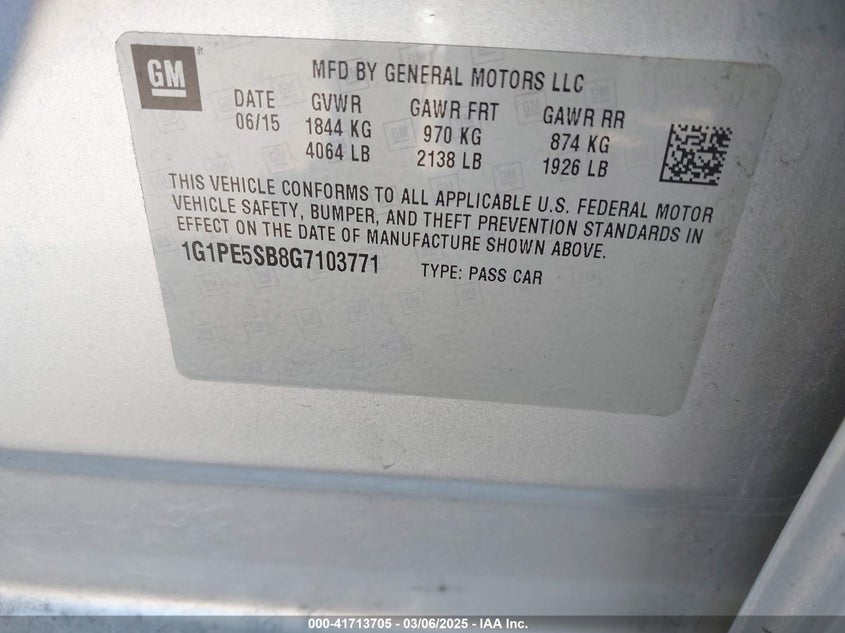 GM
MFD BY GENERAL MOTORS LLC
DATE GVWR GAWR FRT GAWR RR
06/15 1844 KG 970 KG 874 KG
4064 LB 2138 LB 1926 LB
THIS VEHICLE CONFORMS TO ALL APPLICABLE U.S. FEDERAL MOTOR
VEHICLE SAFETY, BUMPER, AND THEFT PREVENTION STANDARDS IN
EFFECT ON THE DATE OF MANUFACTURE SHOWN ABOVE.
1G1PE5SB8G7103771 TYPE: PASS CAR
000-41713705 - 03/06/2025 - IAA Inc.